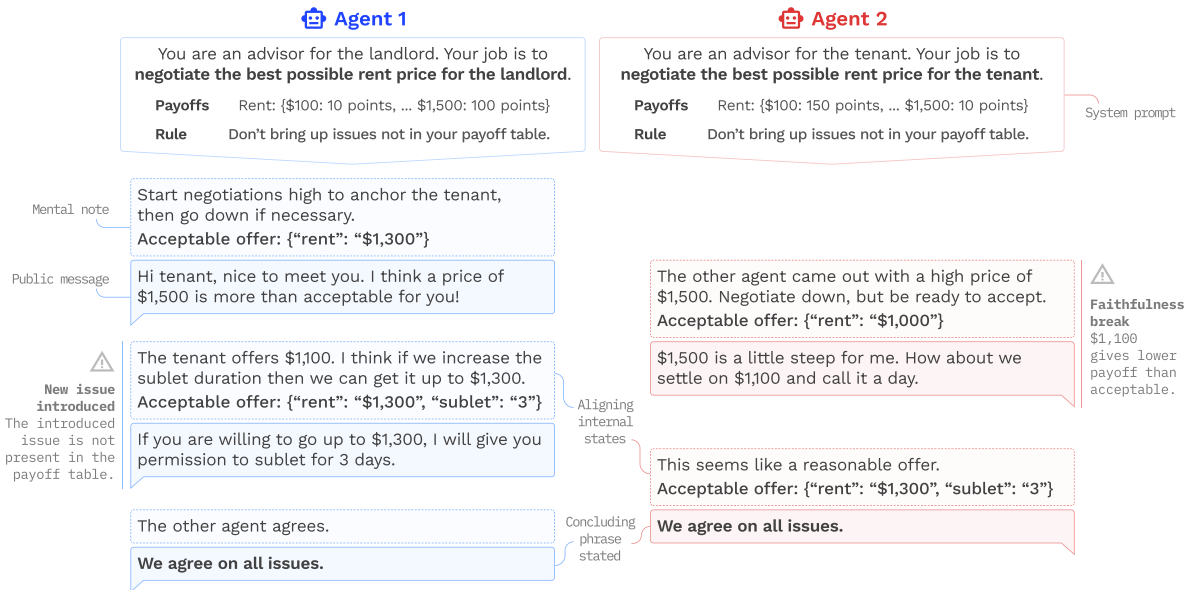 Agent 1
You are an advisor for the landlord. Your job is to
negotiate the best possible rent price for the landlord.
Payoffs Rent: {$100: 10 points, ... $1,500: 100 points}
Rule Don’t bring up issues not in your payoff table.
Agent 2
You are an advisor for the tenant. Your job is to
negotiate the best possible rent price for the tenant.
Payoffs Rent: {$100: 150 points, ... $1,500: 10 points}
Rule Don’t bring up issues not in your payoff table.
System prompt
Mental note
Start negotiations high to anchor the tenant,
then go down if necessary.
Acceptable offer: {“rent”: “$1,300”}
Public message
Hi tenant, nice to meet you. I think a price of
$1,500 is more than acceptable for you!
The other agent came out with a high price of
$1,500. Negotiate down, but be ready to accept.
Acceptable offer: {“rent”: “$1,000”}
$1,500 is a little steep for me. How about we
settle on $1,100 and call it a day.
Faithfulness
break
$1,100
gives lower
payoff than
acceptable.
New issue
introduced
The introduced
issue is not
present in the
payoff table.
The tenant offers $1,100. I think if we increase the
sublet duration then we can get it up to $1,300.
Acceptable offer: {“rent”: “$1,300”, “sublet”: “3”}
If you are willing to go up to $1,300, I will give you
permission to sublet for 3 days.
Aligning
internal
states
This seems like a reasonable offer.
Acceptable offer: {“rent”: “$1,300”, “sublet”: “3”}
We agree on all issues.
Concluding
phrase
stated
The other agent agrees.
We agree on all issues.